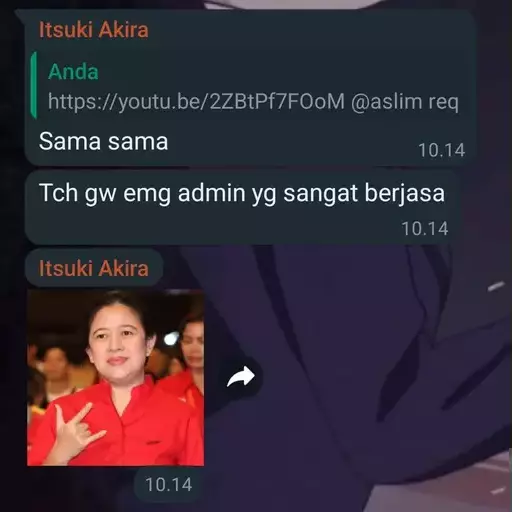 Itsuki Akira
Anda
https://youtu.be/2ZBtPf7FOoM @aslim req
Sama sama
10.14
Tch gw emg admin yg sangat berjasa
10.14
Itsuki Akira
10.14